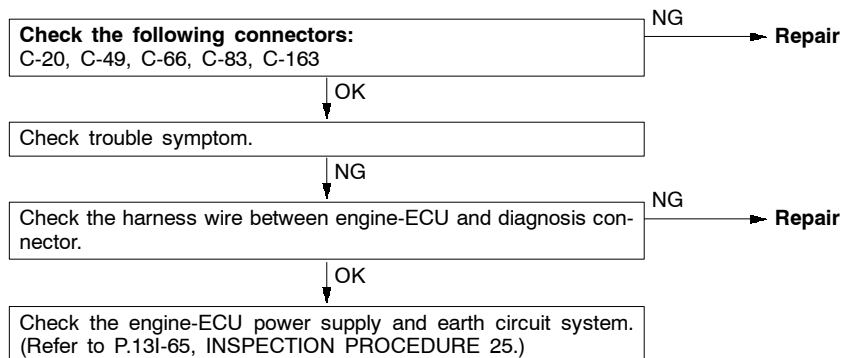 Check the following connectors:
C-20, C-49, C-66, C-83, C-163
NG
Repair
OK
Check trouble symptom.
NG
Check the harness wire between engine-ECU and diagnosis con-
nector.
NG
Repair
OK
Check the engine-ECU power supply and earth circuit system.
(Refer to P.13I-65, INSPECTION PROCEDURE 25.)